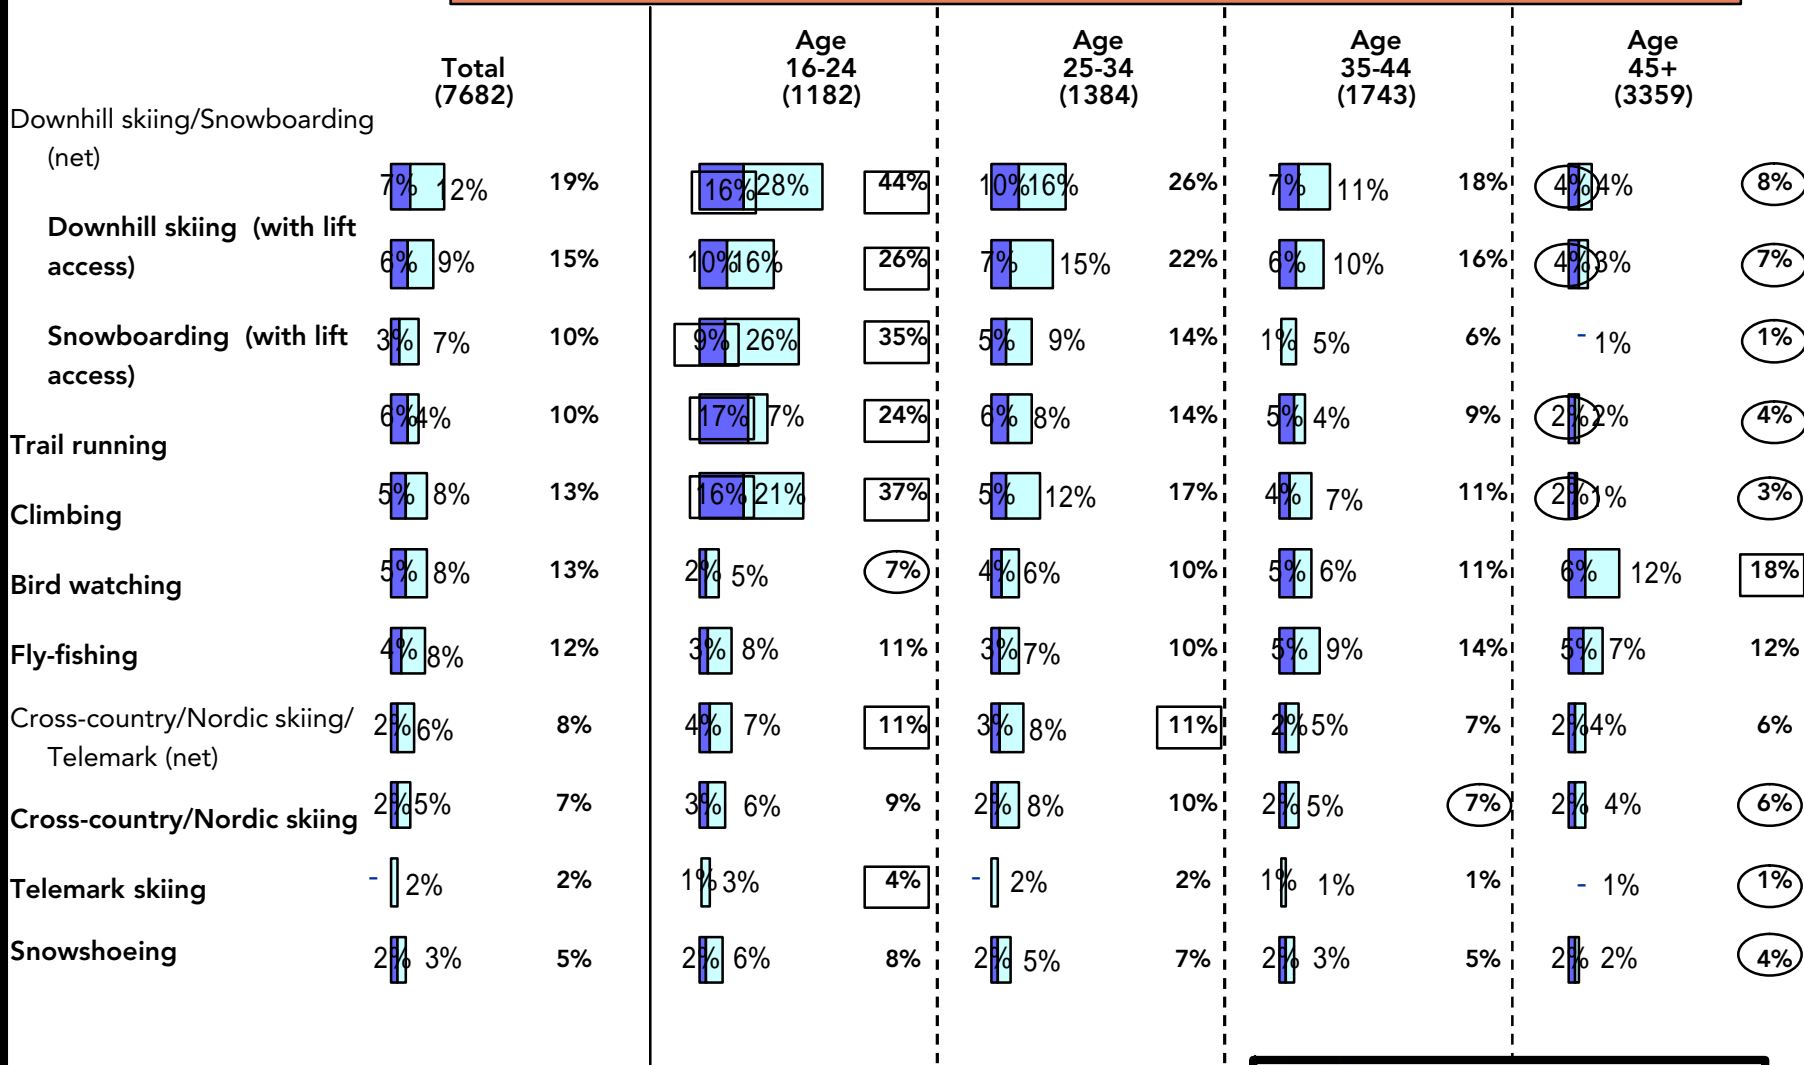 Total
(7682)
Age
16-24
(1182)
Age
25-34
(1384)
Age
35-44
(1743)
Age
45+
(3359)
Downhill skiing/Snowboarding
(net)
7% 12% 19% 16% 28% 44% 10% 16% 26% 7% 11% 18% 4% 4% 8%
Downhill skiing (with lift
access)
6% 9% 15% 10% 16% 26% 7% 15% 22% 6% 10% 16% 4% 3% 7%
Snowboarding (with lift
access)
3% 7% 10% 9% 26% 35% 5% 9% 14% 1% 5% 6% - 1% 1%
Trail running
6% 4% 10% 17% 7% 24% 6% 8% 14% 5% 4% 9% 2% 2% 4%
Climbing
5% 8% 13% 16% 21% 37% 5% 12% 17% 4% 7% 11% 2% 1% 3%
Bird watching
5% 8% 13% 2% 5% 7% 4% 6% 10% 5% 6% 11% 6% 12% 18%
Fly-fishing
4% 8% 12% 3% 8% 11% 3% 7% 10% 5% 9% 14% 5% 7% 12%
Cross-country/Nordic skiing/
Telemark (net)
2% 6% 8% 4% 7% 11% 3% 8% 11% 2% 5% 7% 2% 4% 6%
Cross-country/Nordic skiing
2% 5% 7% 3% 6% 9% 2% 8% 10% 2% 5% 7% 2% 4% 6%
Telemark skiing
- 2% 2% 1% 3% 4% - 2% 2% 1% 1% 1% - 1% 1%
Snowshoeing
2% 3% 5% 2% 6% 8% 2% 5% 7% 2% 3% 5% 2% 2% 4%